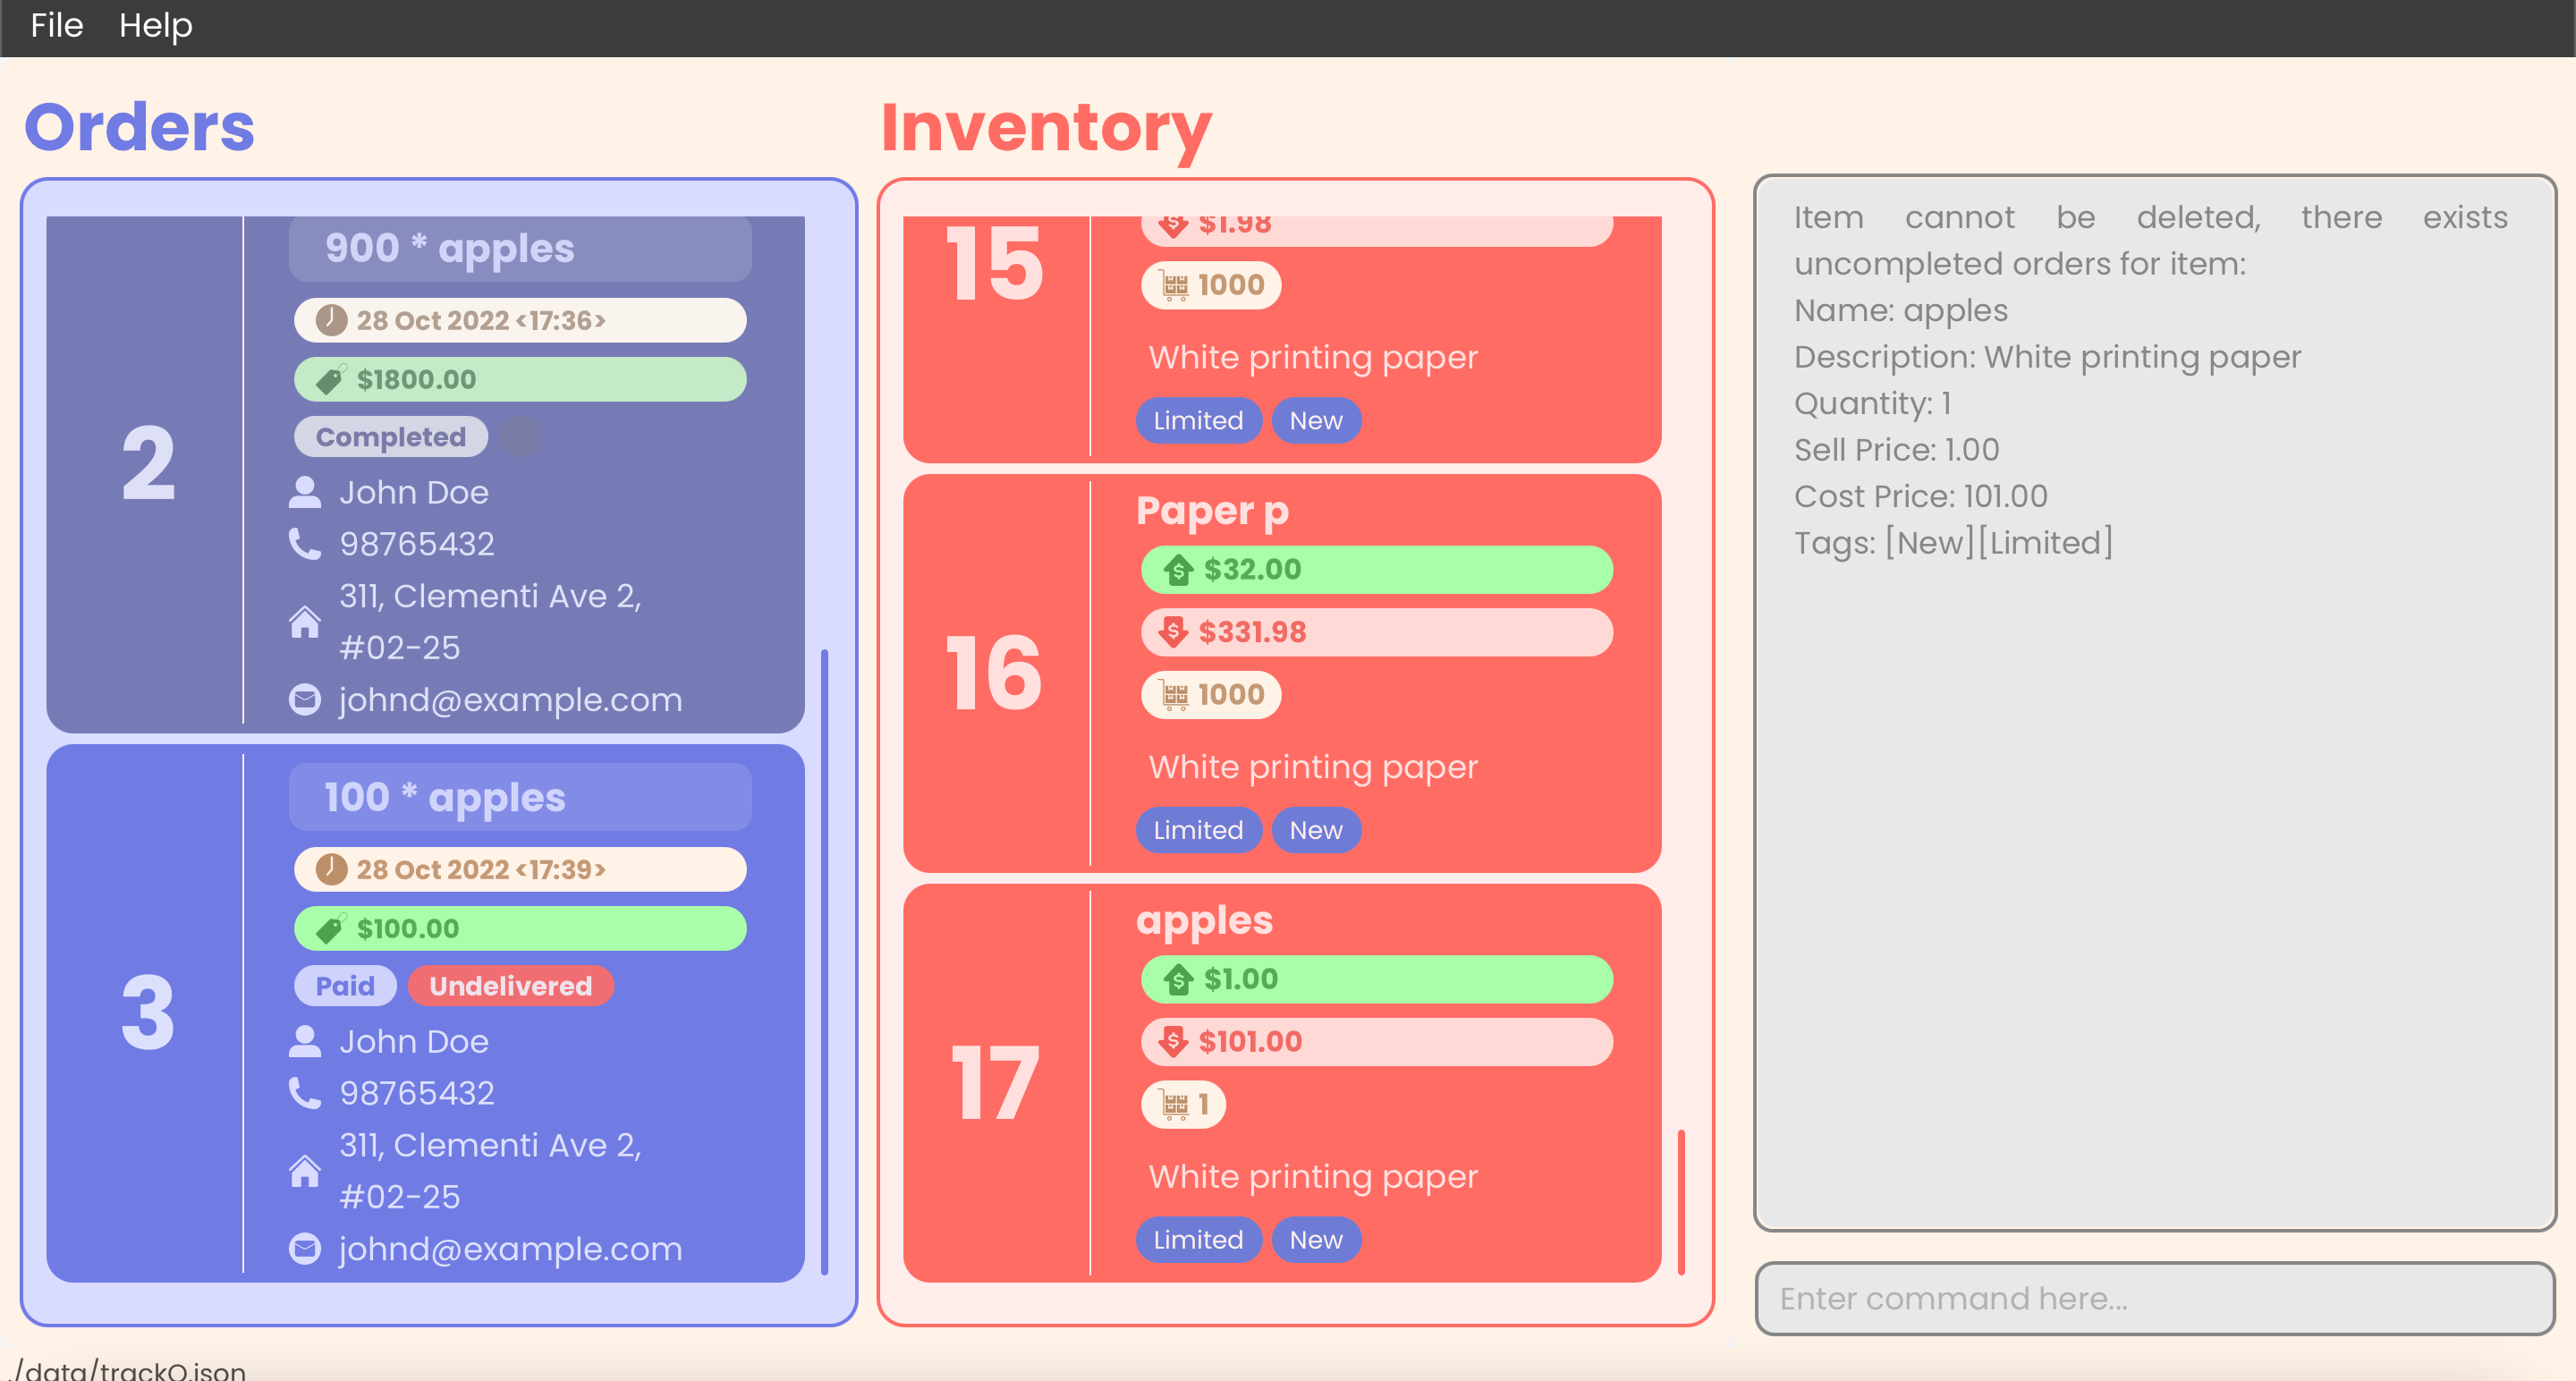 File Help
Orders
2
900 * apples
28 Oct 2022 <17:36>
$1800.00
Completed
John Doe
98765432
311, Clementi Ave 2,
#02-25
johnd@example.com
3
100 * apples
28 Oct 2022 <17:39>
$100.00
Paid Undelivered
John Doe
98765432
311, Clementi Ave 2,
#02-25
johnd@example.com
Inventory
15
$1.98
1000
White printing paper
Limited New
16
Paper p
$32.00
$331.98
1000
White printing paper
Limited New
17
apples
$1.00
$101.00
1
White printing paper
Limited New
Item cannot be deleted, there exists
uncompleted orders for item:
Name: apples
Description: White printing paper
Quantity: 1
Sell Price: 1.00
Cost Price: 101.00
Tags: [New][Limited]
Enter command here...
./data/trackO.json